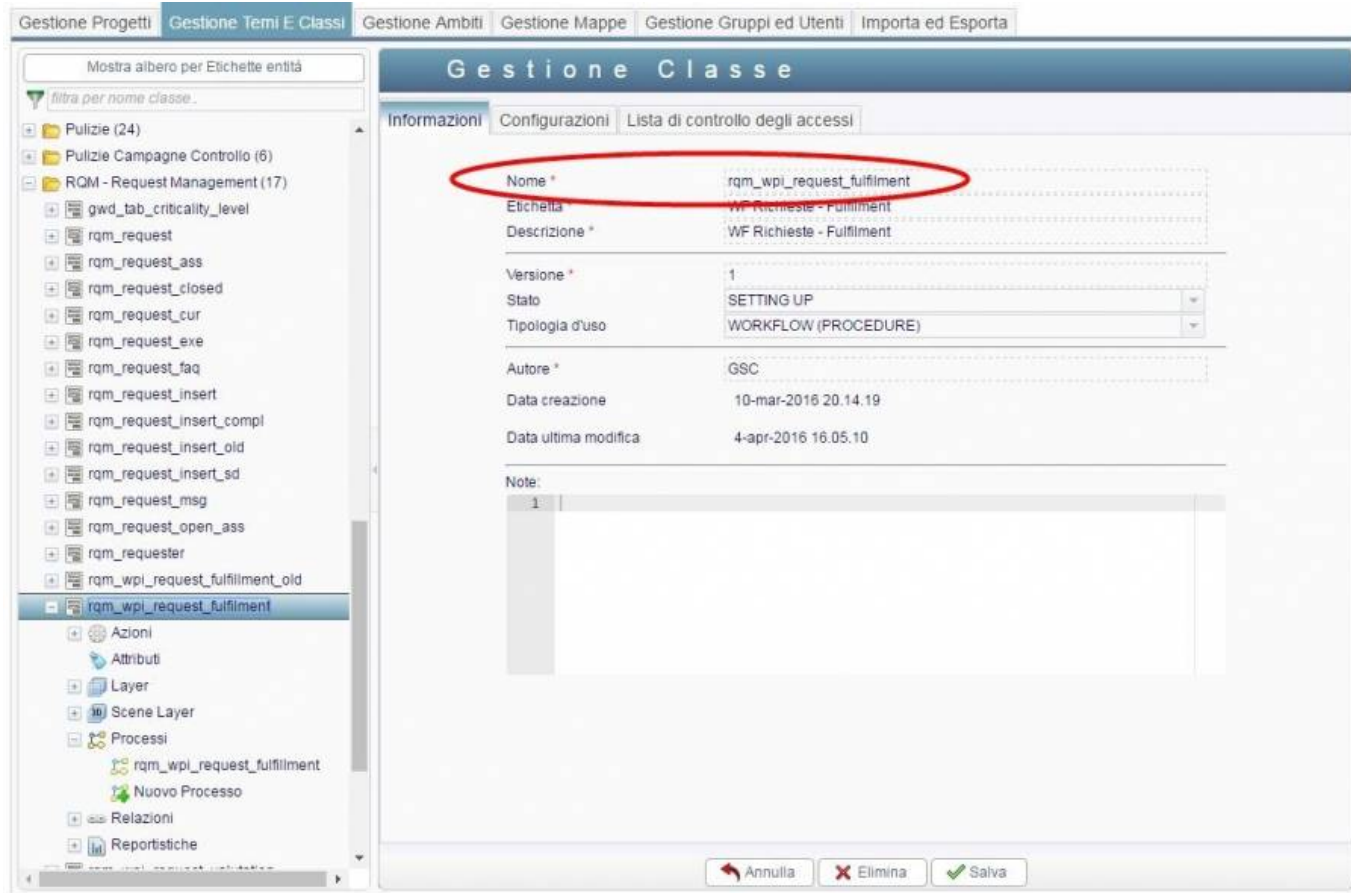 Gestione Progetti Gestione Temi E Classi Gestione Ambiti Gestione Mappe Gestione Gruppi ed Utenti Importa ed Esporta
Mostra albero per Etichette entitá
filtra per nome classe..
Pulizie (24)
Pulizie Campagne Controllo (6)
RQM - Request Management (17)
gwd_tab_criticality_level
rqm_request
rqm_request_ass
rqm_request_closed
rqm_request_cur
rqm_request_exe
rqm_request_faq
rqm_request_insert
rqm_request_insert_compl
rqm_request_insert_old
rqm_request_insert_sd
rqm_request_msg
rqm_request_open_ass
rqm_requester
rqm_wpi_request_fulfillment_old
rqm_wpi_request_fulfilment
Azioni
Attributi
Layer
3D Scene Layer
Processi
rqm_wpi_request_fulfillment
Nuovo Processo
Relazioni
Reportistiche
Gestione Classe
Informazioni Configurazioni Lista di controllo degli accessi
Nome * rqm_wpi_request_fulfilment
Etichetta WF Richieste - Fulfilment
Descrizione * WF Richieste - Fulfilment
Versione * 1
Stato SETTING UP
Tipologia d'uso WORKFLOW (PROCEDURE)
Autore * GSC
Data creazione 10-mar-2016 20.14.19
Data ultima modifica 4-apr-2016 16.05.10
Note:
1
Annulla Elimina Salva